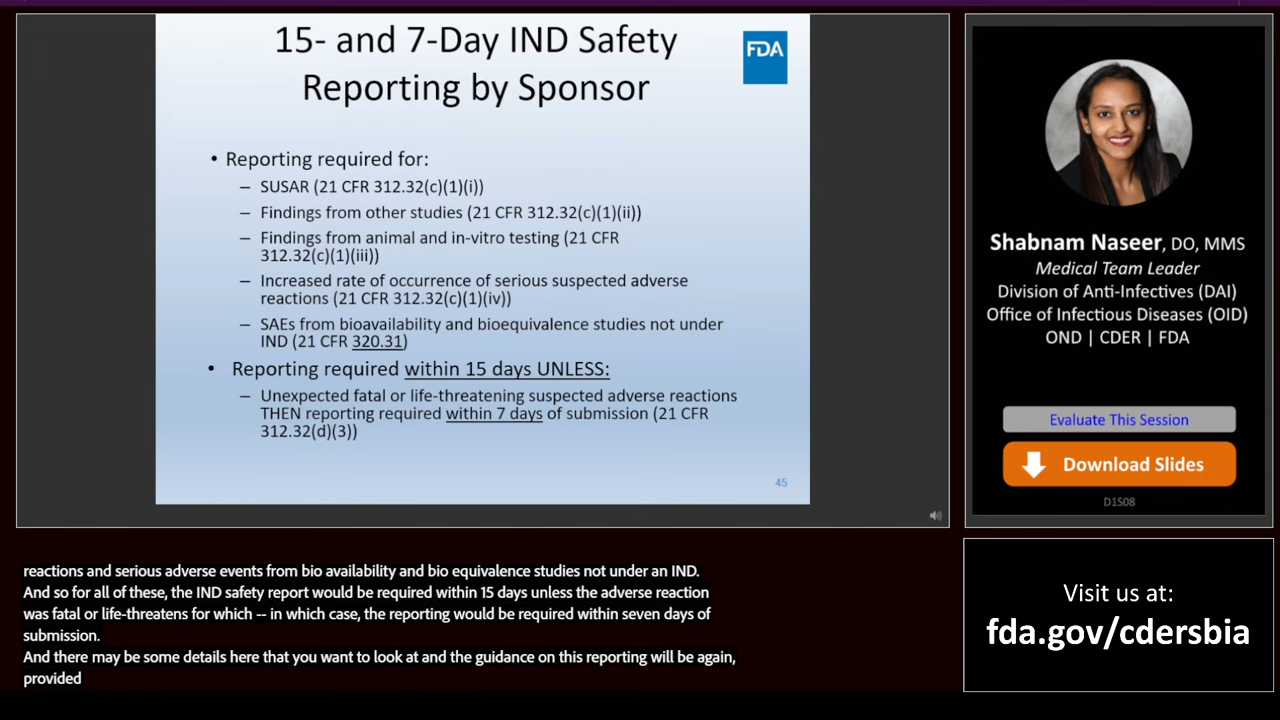 15- and 7-Day IND Safety
Reporting by Sponsor
FDA
• Reporting required for:
– SUSAR (21 CFR 312.32(c)(1)(i))
– Findings from other studies (21 CFR 312.32(c)(1)(ii))
– Findings from animal and in-vitro testing (21 CFR
312.32(c)(1)(iii))
– Increased rate of occurrence of serious suspected adverse
reactions (21 CFR 312.32(c)(1)(iv))
– SAEs from bioavailability and bioequivalence studies not under
IND (21 CFR 320.31)
• Reporting required within 15 days UNLESS:
– Unexpected fatal or life-threatening suspected adverse reactions
THEN reporting required within 7 days of submission (21 CFR
312.32(d)(3))
45
Shabnam Naseer, DO, MMS
Medical Team Leader
Division of Anti-Infectives (DAI)
Office of Infectious Diseases (OID)
OND | CDER | FDA
Evaluate This Session
Download Slides
D1S08
reactions and serious adverse events from bio availability and bio equivalence studies not under an IND.
And so for all of these, the IND safety report would be required within 15 days unless the adverse reaction
was fatal or life-threatens for which -- in which case, the reporting would be required within seven days of
submission.
And there may be some details here that you want to look at and the guidance on this reporting will be again,
provided
Visit us at:
fda.gov/cdersbia